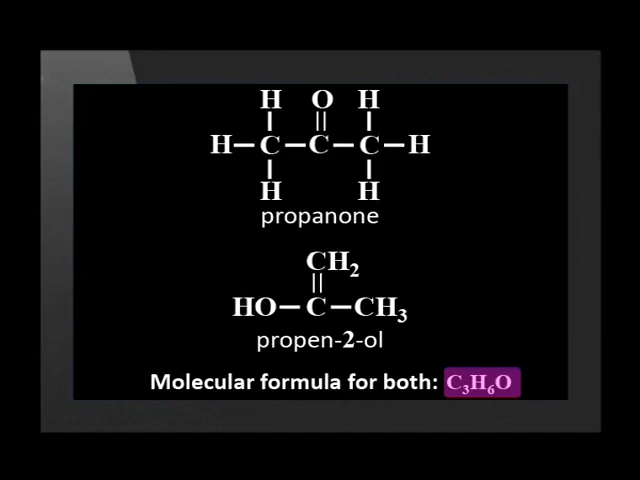 H O H
H–C–C–C–H
H H
propanone
CH₂
HO–C–CH₃
propen-2-ol
Molecular formula for both: C₃H₆O